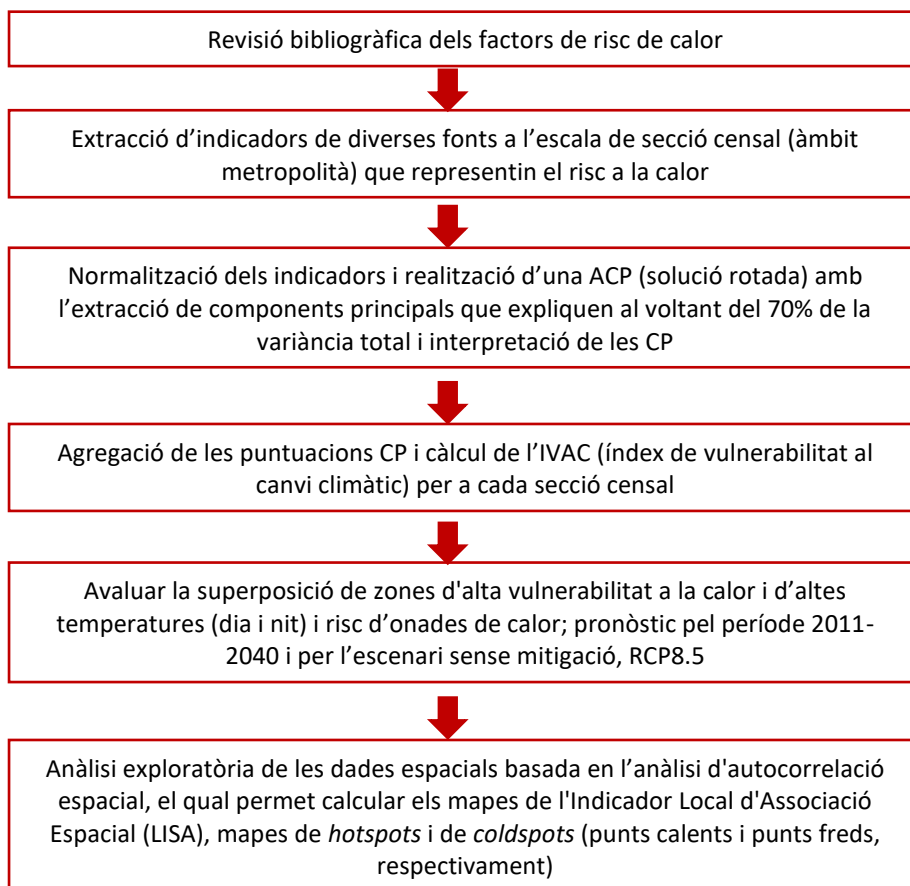 Revisió bibliogràfica dels factors de risc de calor
Extracció d’indicadors de diverses fonts a l’escala de secció censal (àmbit
metropolità) que representin el risc a la calor
Normalització dels indicadors i realització d’una ACP (solució rotada) amb
l’extracció de components principals que expliquen al voltant del 70% de la
variància total i interpretació de les CP
Agregació de les puntuacions CP i càlcul de l’IVAC (índex de vulnerabilitat al
canvi climàtic) per a cada secció censal
Avaluar la superposició de zones d'alta vulnerabilitat a la calor i d’altes
temperatures (dia i nit) i risc d’onades de calor; pronòstic pel període 2011-
2040 i per l’escenari sense mitigació, RCP8.5
Anàlisi exploratòria de les dades espacials basada en l’anàlisi d'autocorrelació
espacial, el qual permet calcular els mapes de l'Indicador Local d'Associació
Espacial (LISA), mapes de hotspots i de coldspots (punts calents i punts freds,
respectivament)